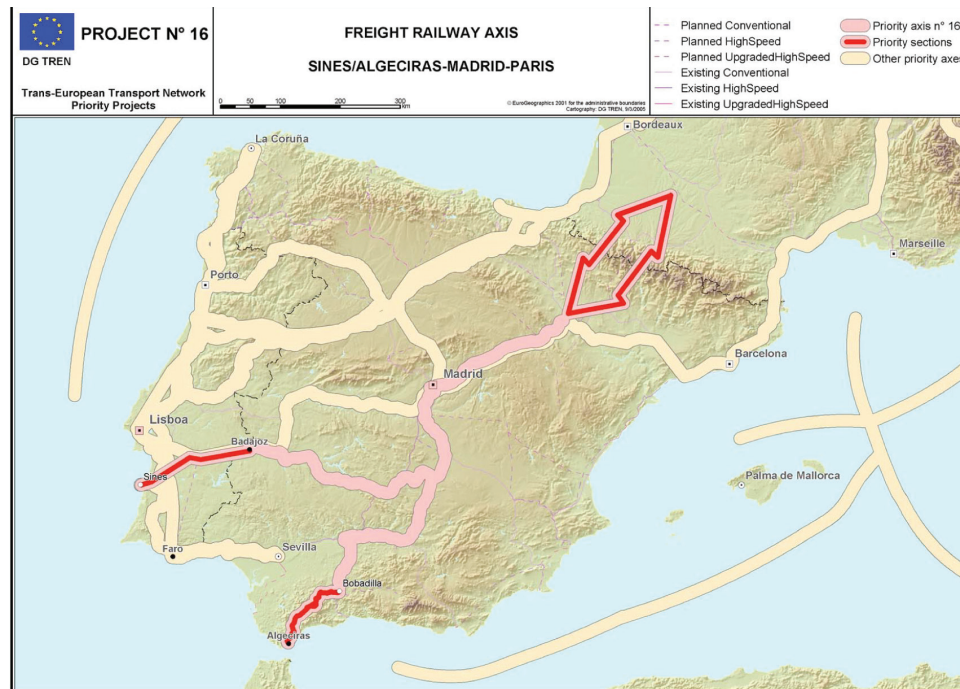 PROJECT N° 16
DG TREN
Trans-European Transport Network
Priority Projects
FREIGHT RAILWAY AXIS
SINES/ALGECIRAS-MADRID-PARIS
0 50 100 200 300
km
© EuroGeographics 2001 for the administrative boundaries
Cartography: DG TREN, 9/3/2005
Planned Conventional
Planned HighSpeed
Planned UpgradedHighSpeed
Existing Conventional
Existing HighSpeed
Existing UpgradedHighSpeed
Priority axis n° 16
Priority sections
Other priority axes
Bordeaux
La Coruña
Marseille
Porto
Barcelona
Madrid
Lisboa
Badajoz
Sines
Palma de Mallorca
Faro
Sevilla
Bobadilla
Algeciras